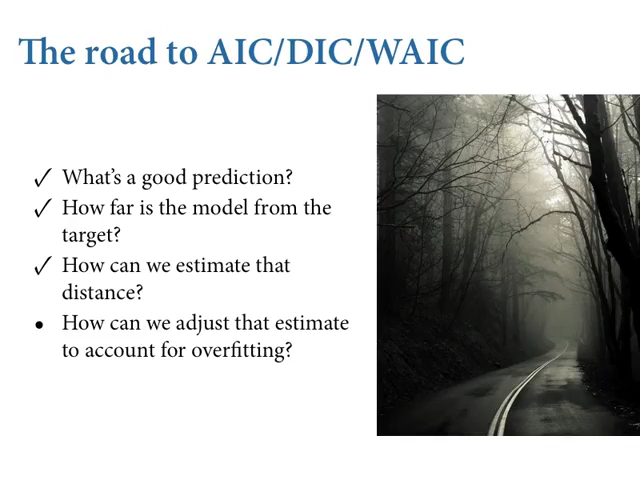 The road to AIC/DIC/WAIC
✓ What's a good prediction?
✓ How far is the model from the
target?
✓ How can we estimate that
distance?
• How can we adjust that estimate
to account for overfitting?